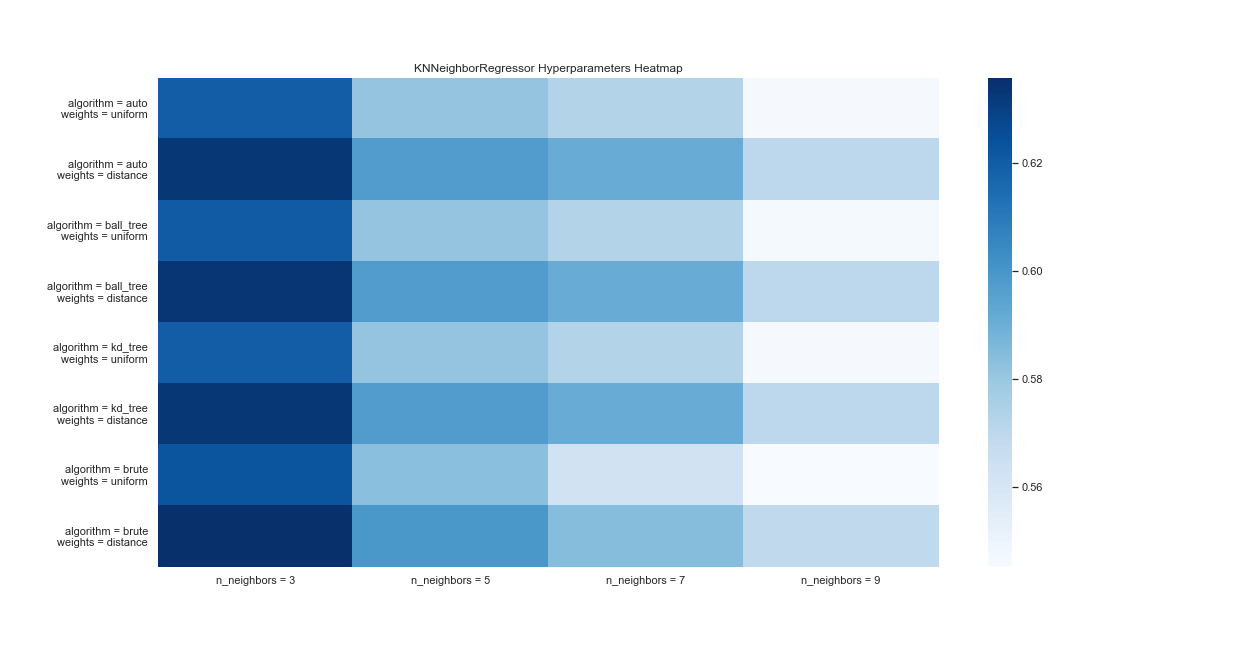 KNNeighborRegressor Hyperparameters Heatmap
algorithm = auto
weights = uniform
algorithm = auto
weights = distance
algorithm = ball_tree
weights = uniform
algorithm = ball_tree
weights = distance
algorithm = kd_tree
weights = uniform
algorithm = kd_tree
weights = distance
algorithm = brute
weights = uniform
algorithm = brute
weights = distance
n_neighbors = 3
n_neighbors = 5
n_neighbors = 7
n_neighbors = 9
0.62
0.60
0.58
0.56